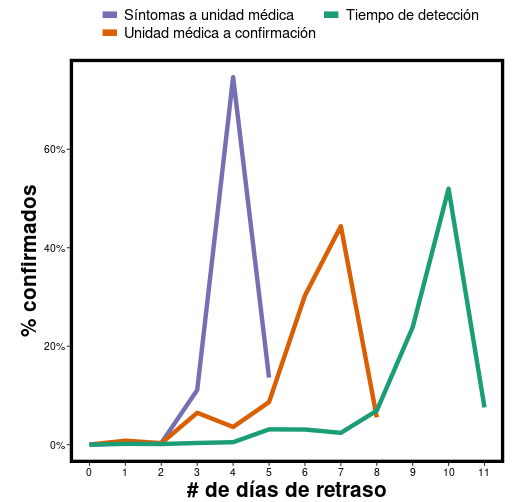 Síntomas a unidad médica
Tiempo de detección
Unidad médica a confirmación
% confirmados
60%
40%
20%
0%
0 1 2 3 4 5 6 7 8 9 10 11
# de días de retraso